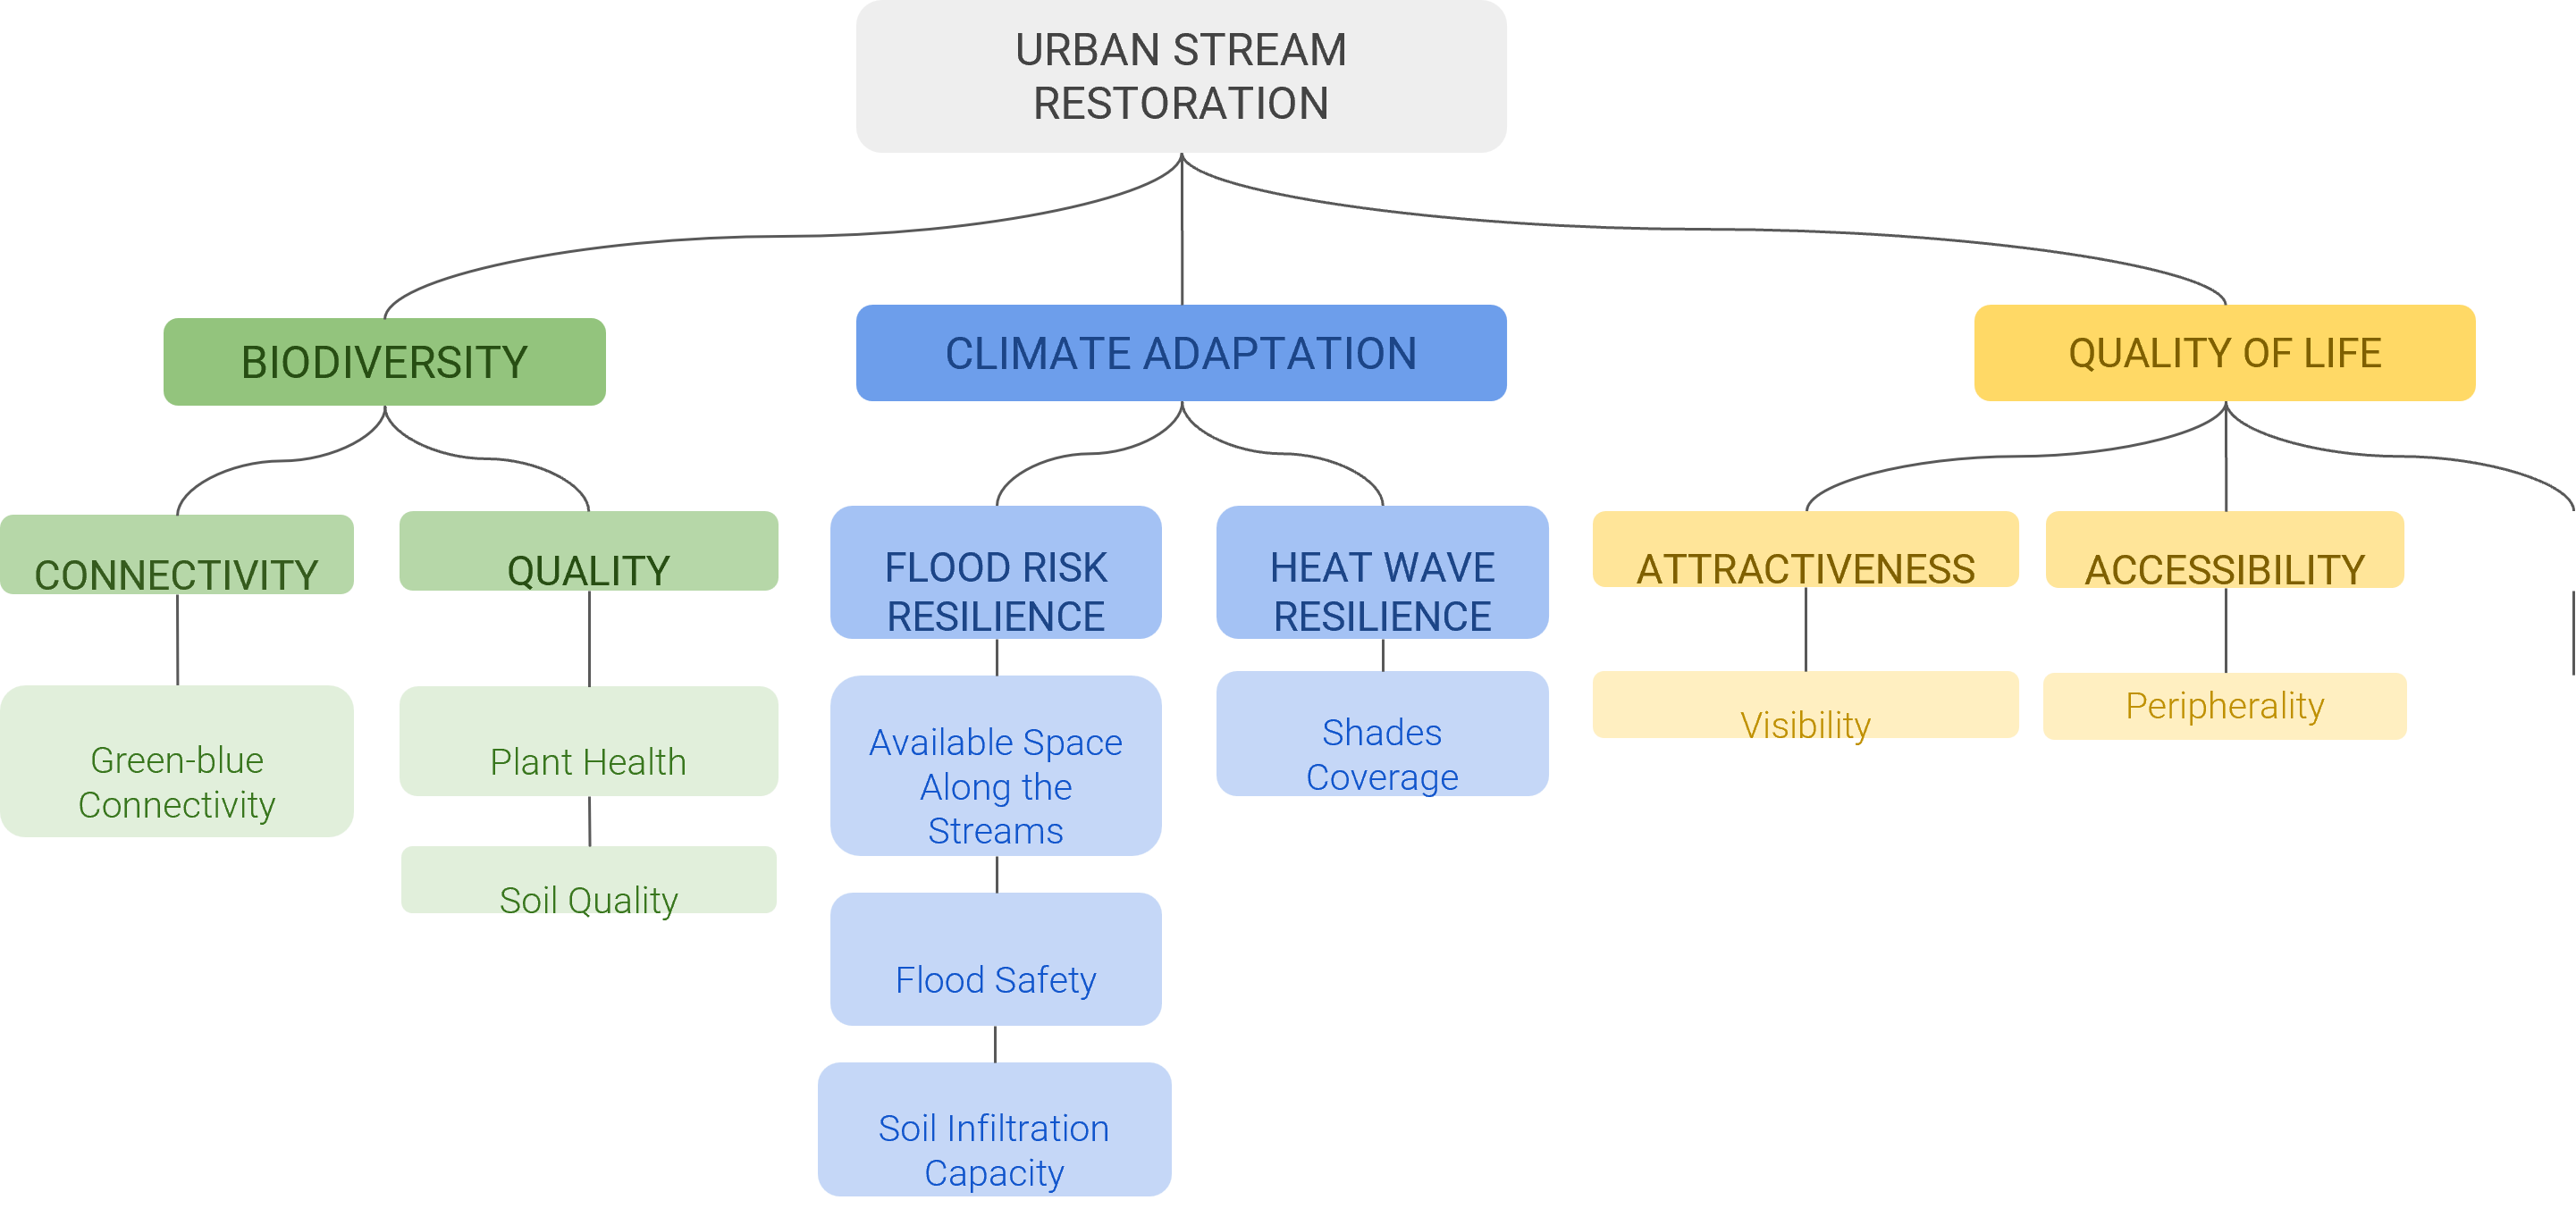 URBAN STREAM
RESTORATION
BIODIVERSITY
CLIMATE ADAPTATION
QUALITY OF LIFE
CONNECTIVITY
QUALITY
FLOOD RISK
RESILIENCE
HEAT WAVE
RESILIENCE
ATTRACTIVENESS
ACCESSIBILITY
Green-blue
Connectivity
Plant Health
Soil Quality
Available Space
Along the
Streams
Flood Safety
Soil Infiltration
Capacity
Shades
Coverage
Visibility
Peripherality